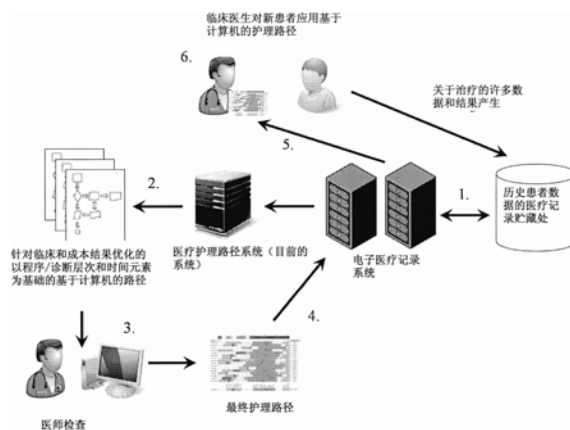 临床医生对新患者应用基于
计算机的护理路径
6.
关于治疗的许多数
据和结果产生
5.
2.
1.
历史患者数
据的医疗记
录贮藏处
医疗护理路径系统（目前的
系统）
电子医疗记录
系统
针对临床和成本结果优化的
以程序/诊断层次和时间元素
为基础的基于计算机的路径
3.
4.
医师检查
最终护理路径